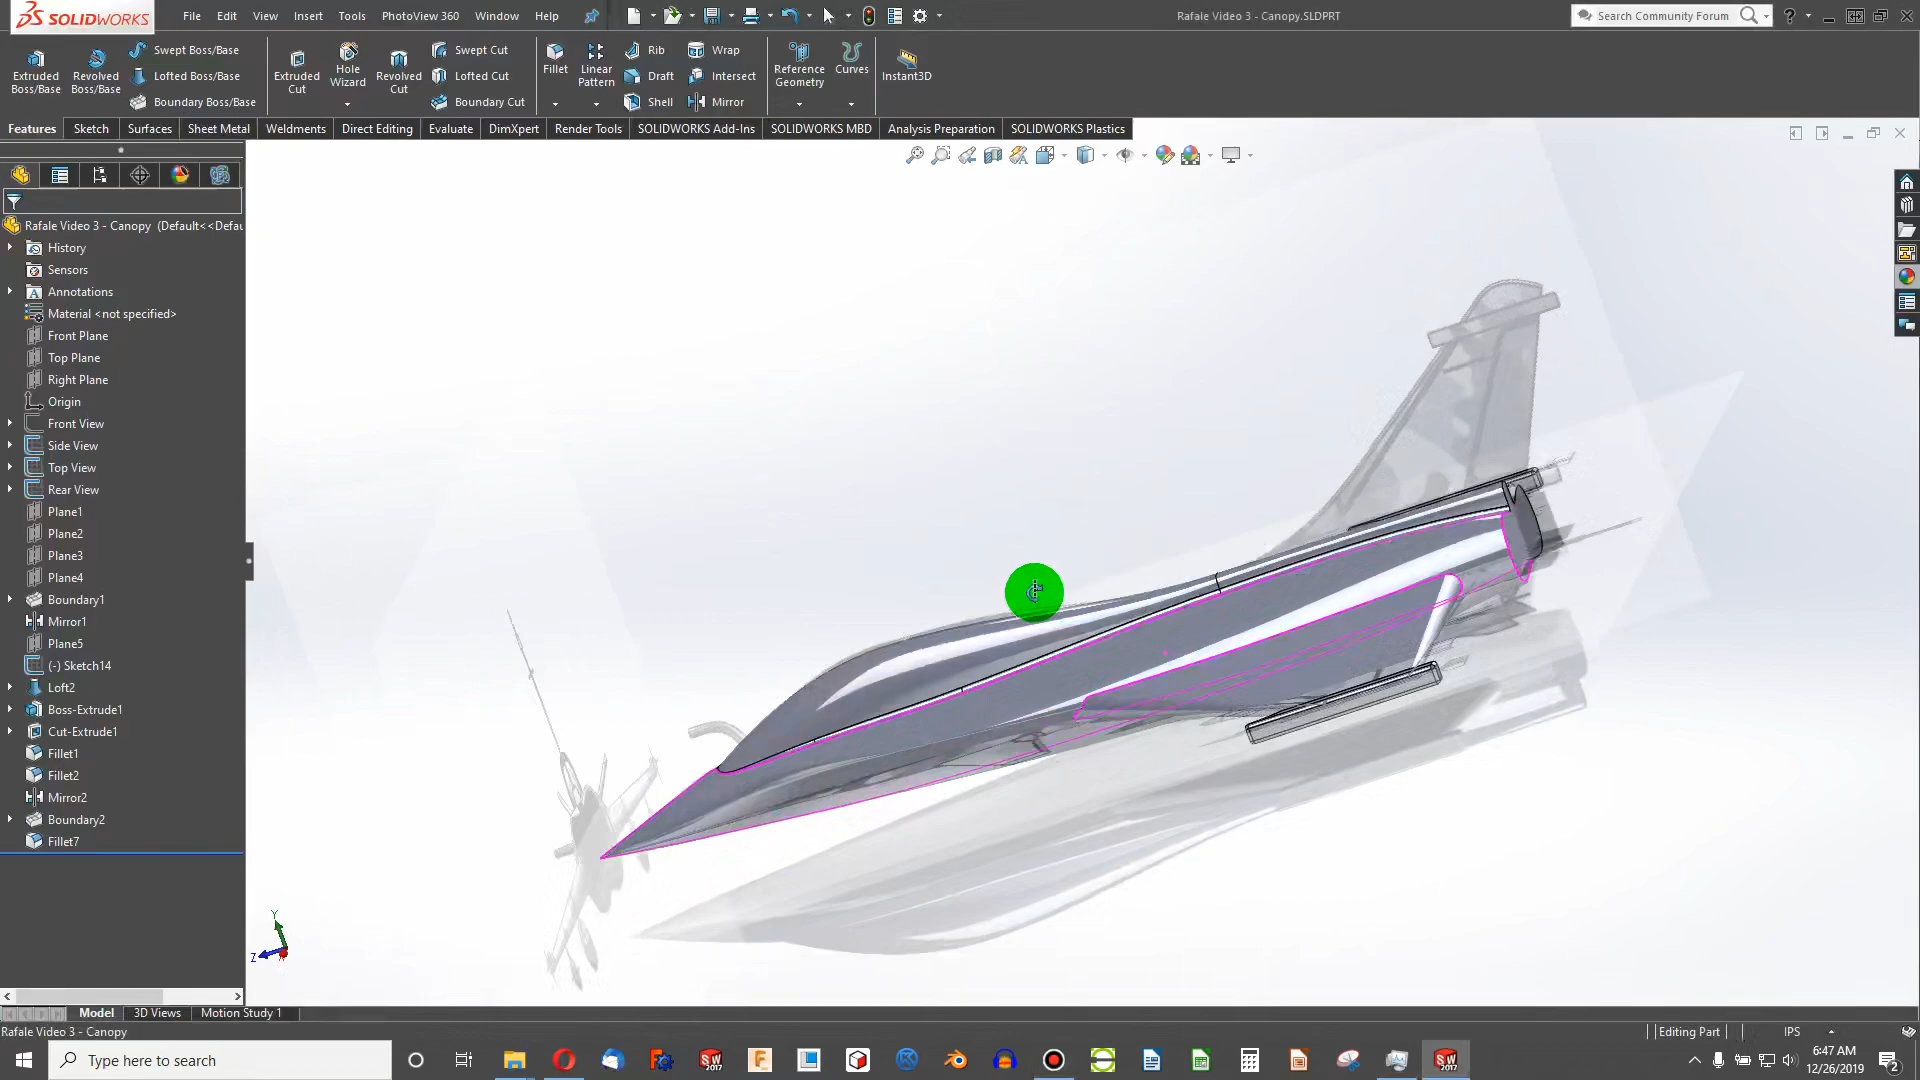 SOLIDWORKS
File Edit View Insert Tools PhotoView 360 Window Help
Rafale Video 3 - Canopy.SLDPRT
Search Community Forum
Extruded Boss/Base
Revolved Boss/Base
Swept Boss/Base
Lofted Boss/Base
Boundary Boss/Base
Extruded Cut
Hole Wizard
Revolved Cut
Swept Cut
Lofted Cut
Boundary Cut
Fillet
Linear Pattern
Rib
Draft
Shell
Wrap
Intersect
Mirror
Reference Geometry
Curves
Instant3D
Features Sketch Surfaces Sheet Metal Weldments Direct Editing Evaluate DimXpert Render Tools SOLIDWORKS Add-Ins SOLIDWORKS MBD Analysis Preparation SOLIDWORKS Plastics
Rafale Video 3 - Canopy (Default<<Defau
History
Sensors
Annotations
Material <not specified>
Front Plane
Top Plane
Right Plane
Origin
Front View
Side View
Top View
Rear View
Plane1
Plane2
Plane3
Plane4
Boundary1
Mirror1
Plane5
(-) Sketch14
Loft2
Boss-Extrude1
Cut-Extrude1
Fillet1
Fillet2
Mirror2
Boundary2
Fillet7
Y
Z
Model 3D Views Motion Study 1
Rafale Video 3 - Canopy
Editing Part
IPS
Type here to search
SW 2017
SW 2017
6:47 AM
12/26/2019
2